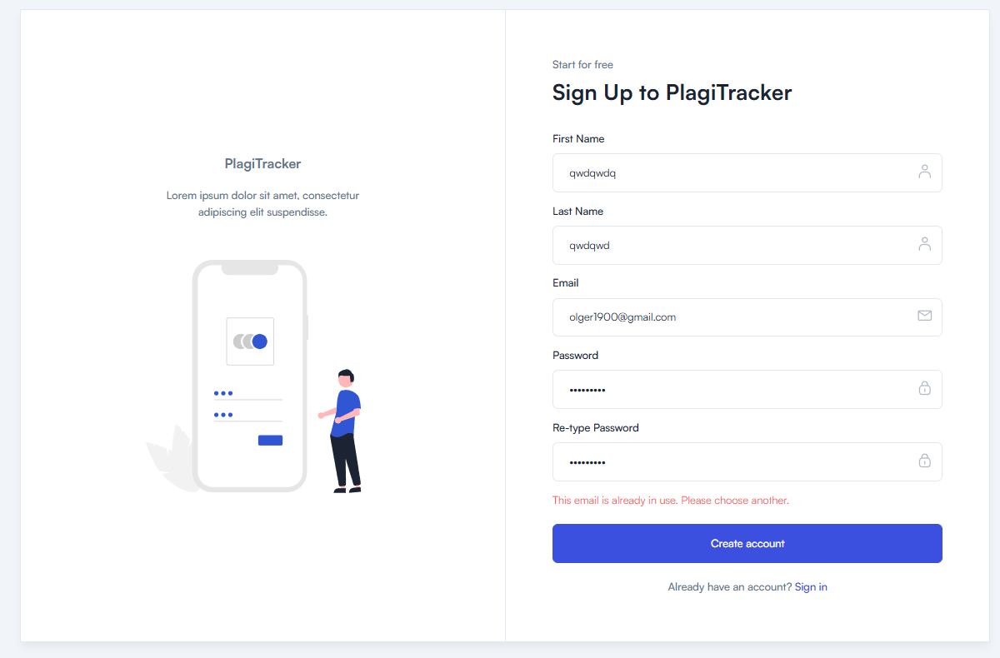 PlagiTracker
Lorem ipsum dolor sit amet, consectetur
adipiscing elit suspendisse.
Start for free
Sign Up to PlagiTracker
First Name
qwdqwdq
Last Name
qwdqwd
Email
olger1900@gmail.com
Password
•••••••••
Re-type Password
•••••••••
This email is already in use. Please choose another.
Create account
Already have an account? Sign in